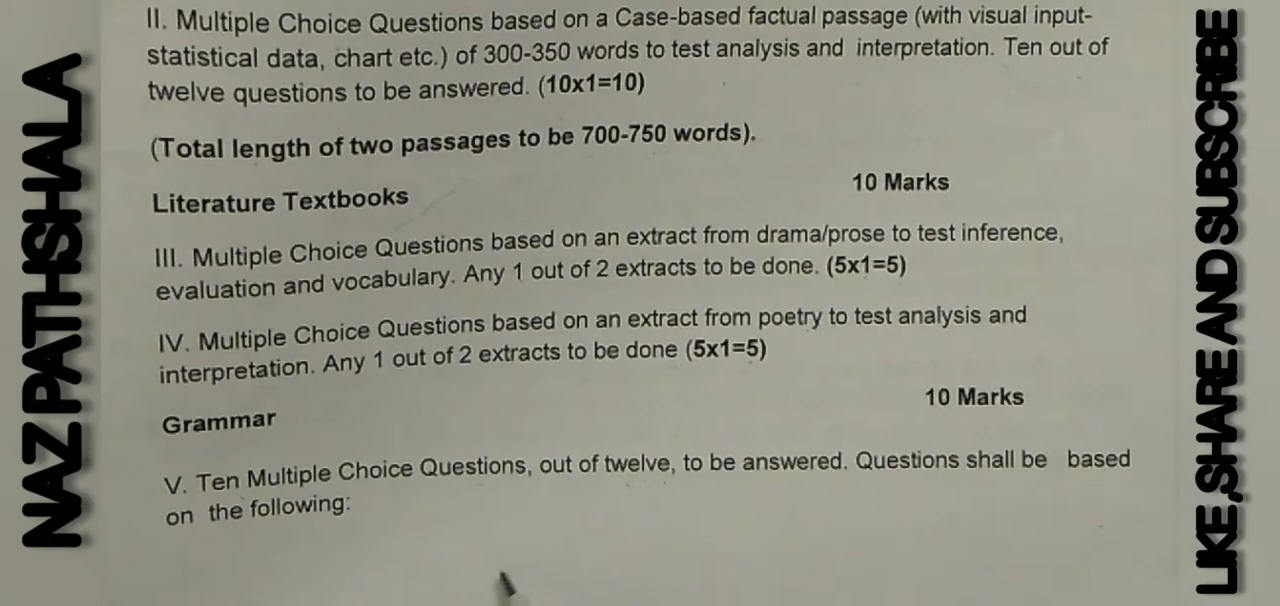 NAZ PATHSHALA
II. Multiple Choice Questions based on a Case-based factual passage (with visual input-
statistical data, chart etc.) of 300-350 words to test analysis and interpretation. Ten out of
twelve questions to be answered. (10x1=10)
(Total length of two passages to be 700-750 words).
Literature Textbooks 10 Marks
III. Multiple Choice Questions based on an extract from drama/prose to test inference,
evaluation and vocabulary. Any 1 out of 2 extracts to be done. (5x1=5)
IV. Multiple Choice Questions based on an extract from poetry to test analysis and
interpretation. Any 1 out of 2 extracts to be done (5x1=5)
Grammar 10 Marks
V. Ten Multiple Choice Questions, out of twelve, to be answered. Questions shall be based
on the following:
LIKE,SHARE AND SUBSCRIBE